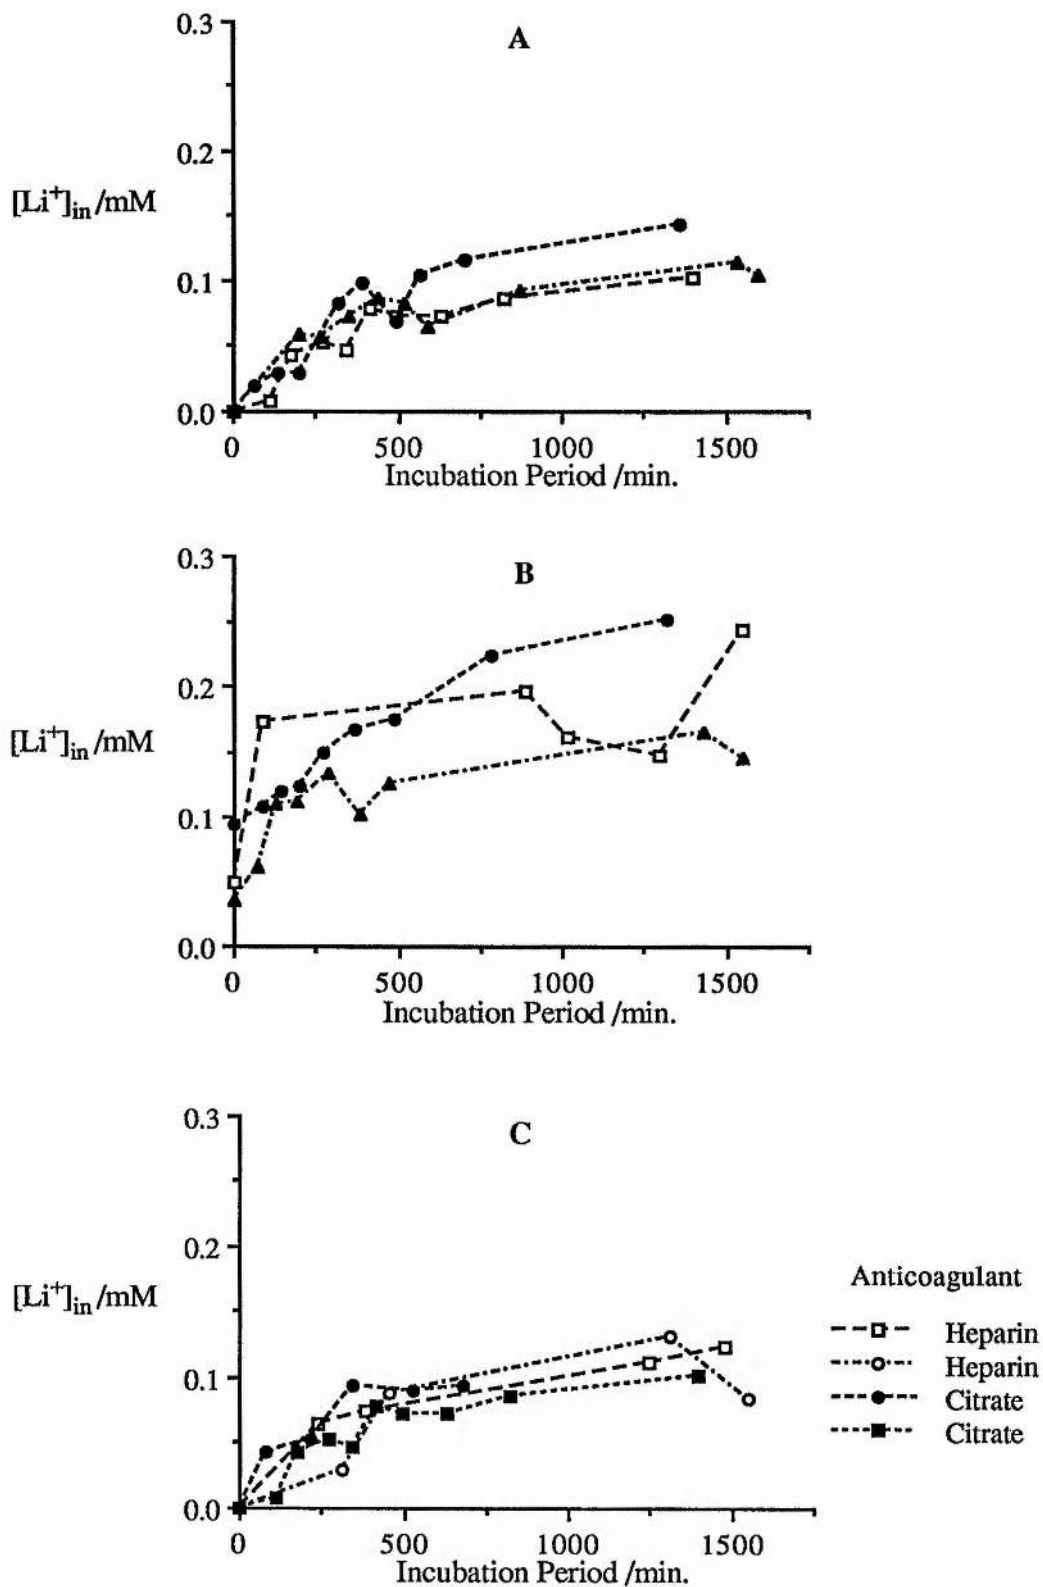 0.3
A
0.2
[Li+]in/mM
0.1
0.0
0 500 1000 1500
Incubation Period /min.
0.3
B
0.2
[Li+]in/mM
0.1
0.0
0 500 1000 1500
Incubation Period /min.
0.3
C
0.2
[Li+]in/mM
0.1
0.0
0 500 1000 1500
Incubation Period /min.
Anticoagulant
Heparin
Heparin
Citrate
Citrate